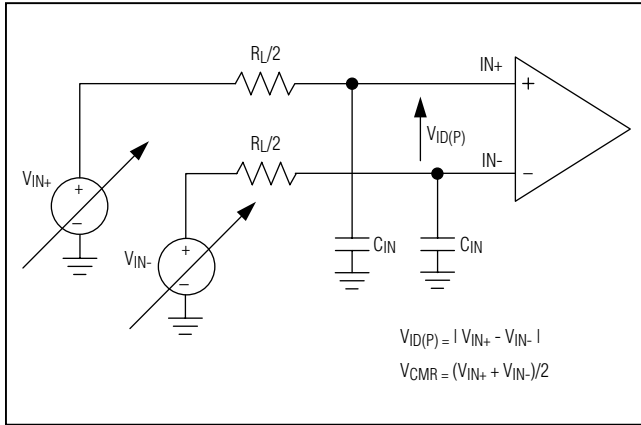 RL/2
IN+
+
VID(P)
RL/2
IN-
−
VIN+
+
−
VIN-
+
−
CIN
CIN
VID(P) = | VIN+ - VIN- |
VCMR = (VIN+ + VIN-)/2